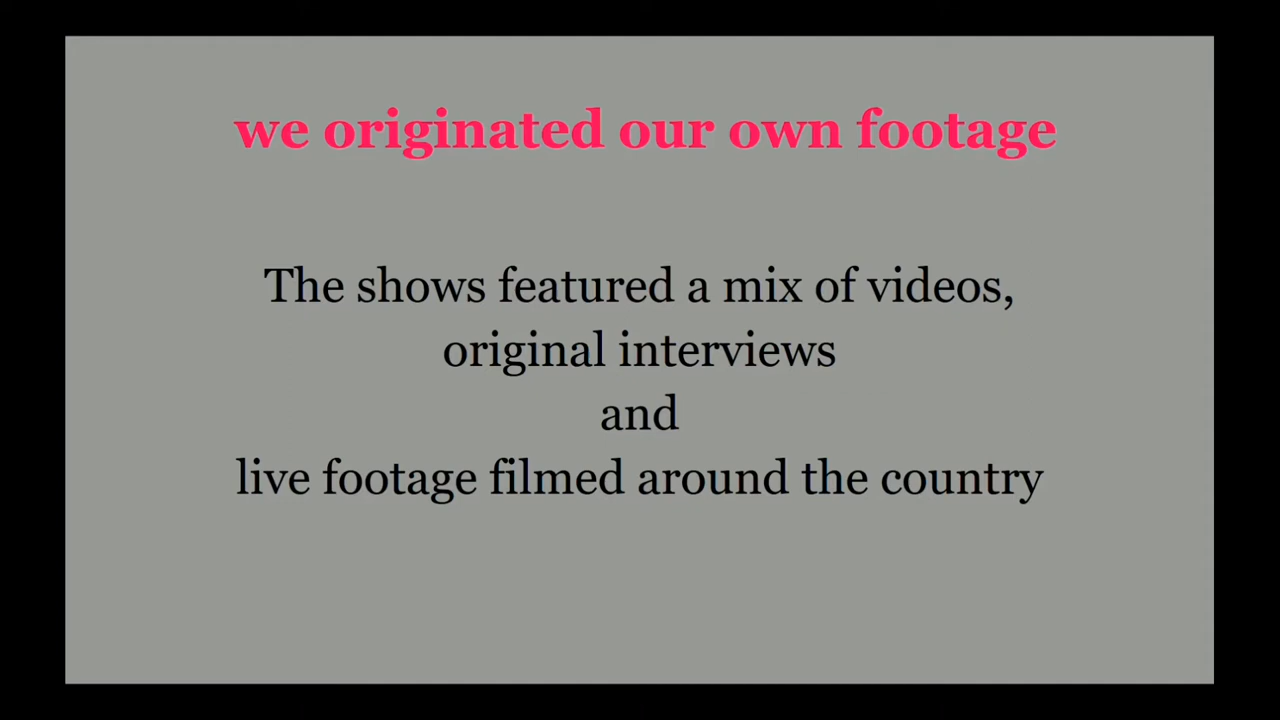 we originated our own footage
The shows featured a mix of videos,
original interviews
and
live footage filmed around the country